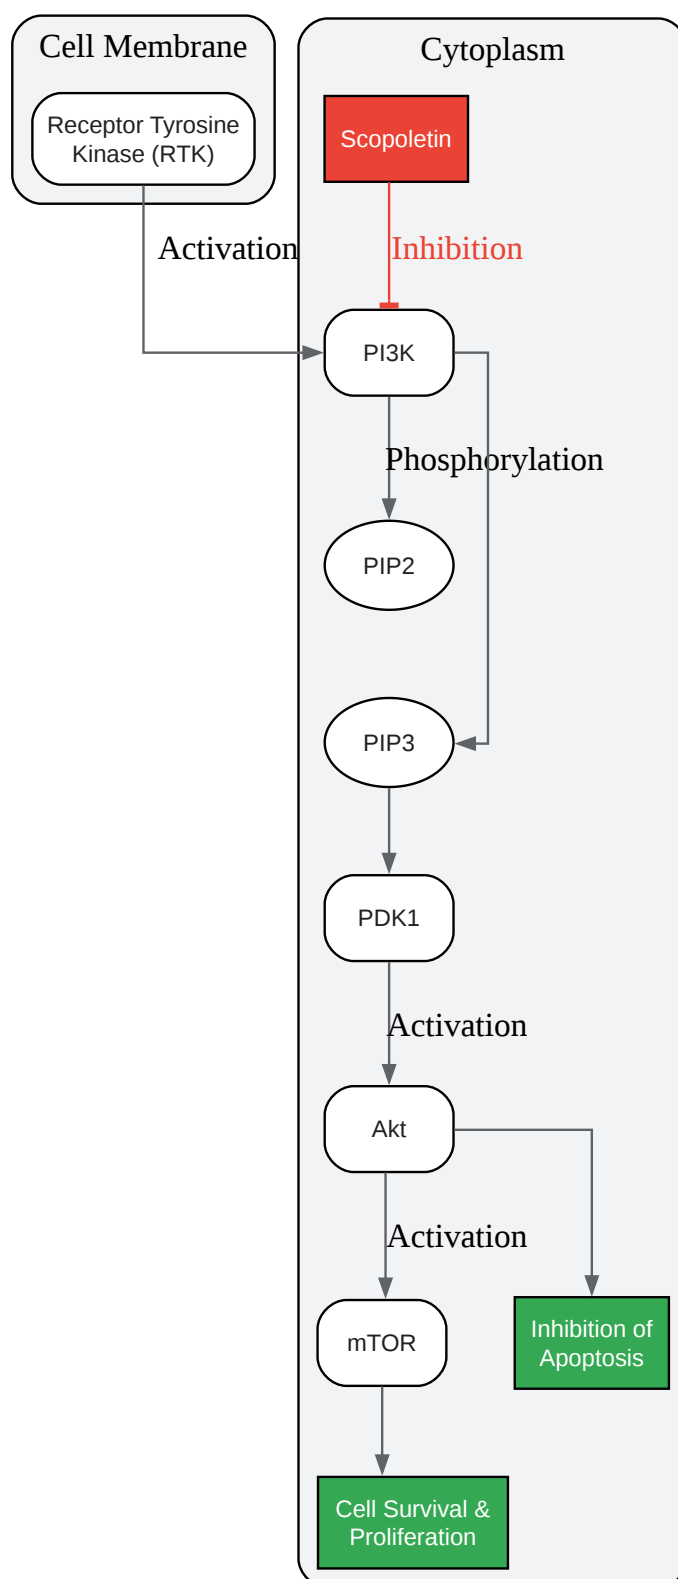 Cell Membrane
Receptor Tyrosine
Kinase (RTK)
Cytoplasm
Scopoletin
Activation
Inhibition
PI3K
Phosphorylation
PIP2
PIP3
PDK1
Activation
Akt
Activation
mTOR
Inhibition of
Apoptosis
Cell Survival &
Proliferation